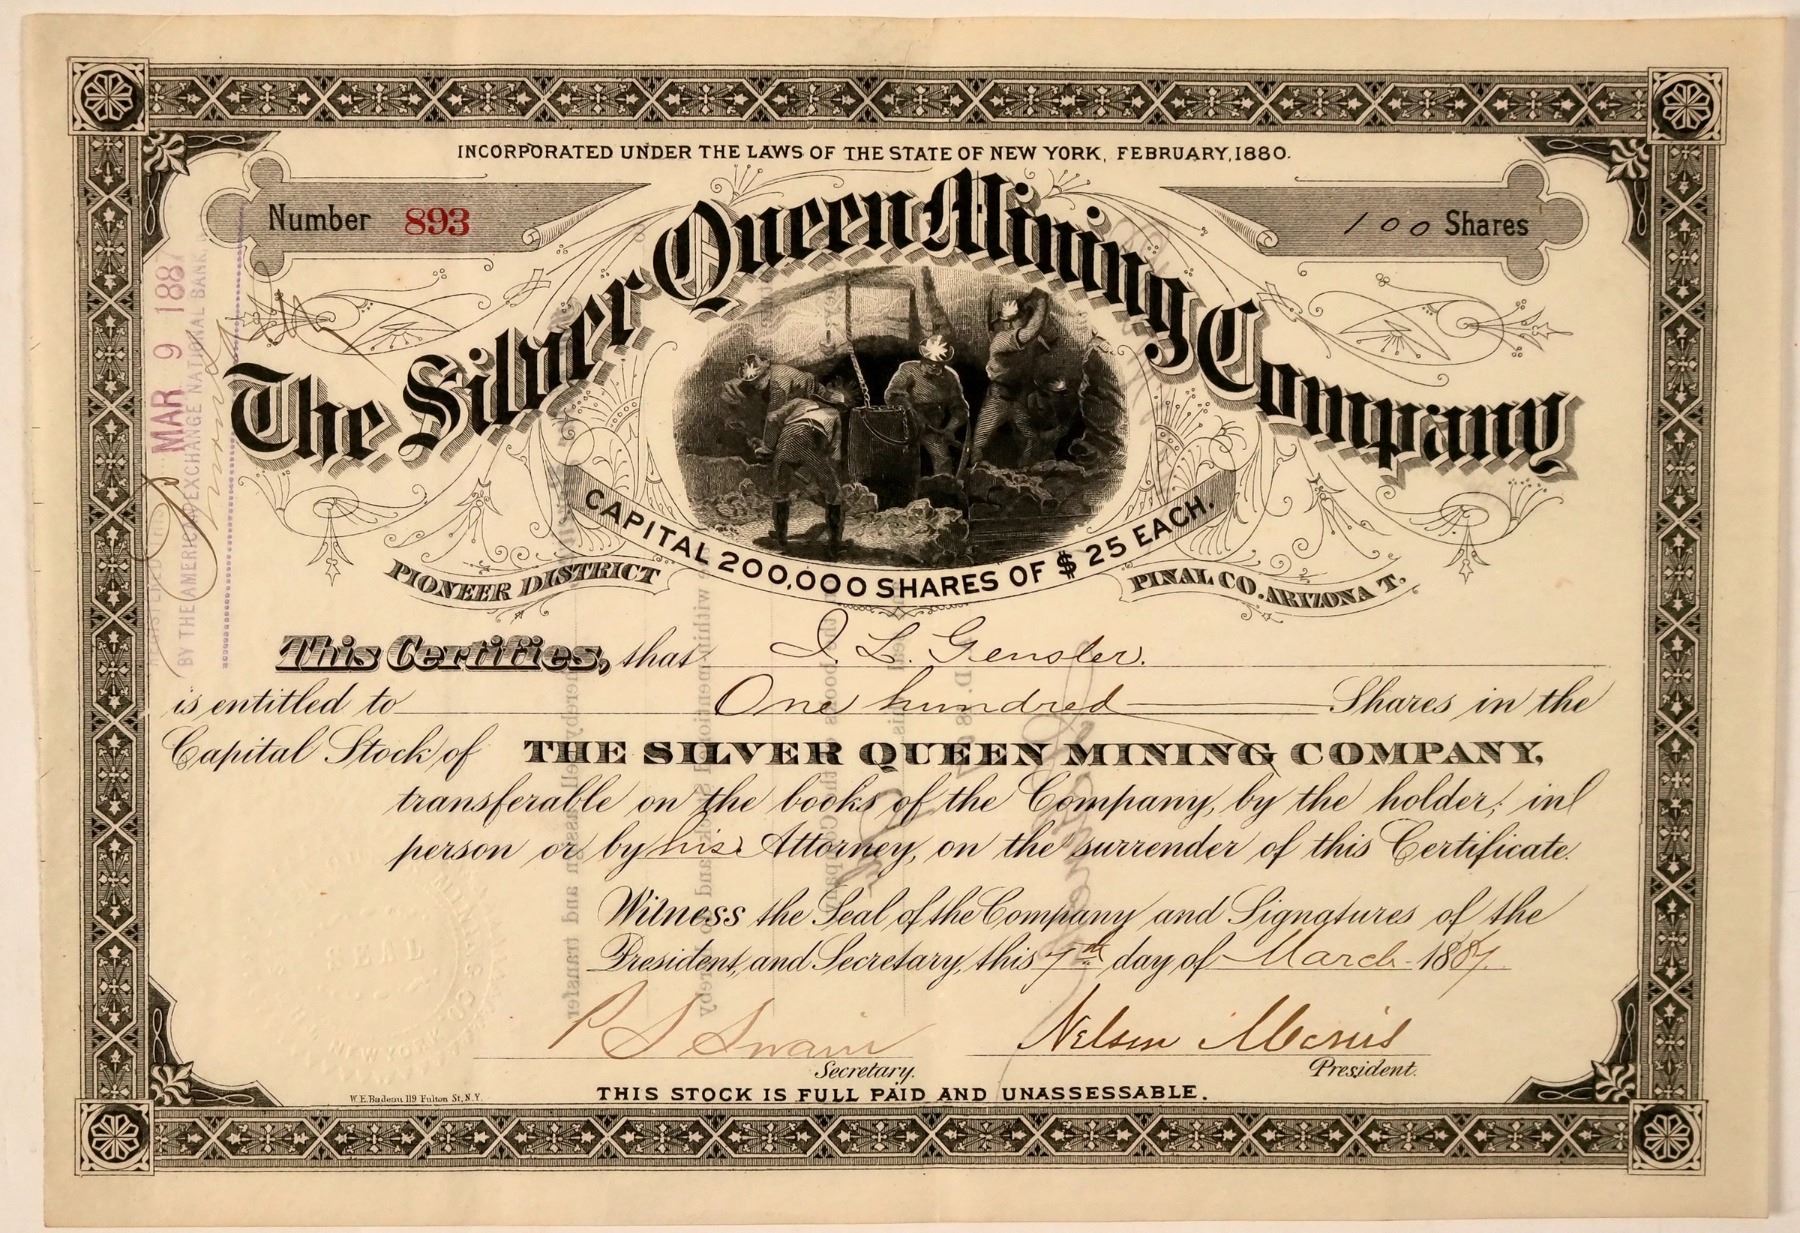 INCORPORATED UNDER THE LAWS OF THE STATE OF NEW YORK, FEBRUARY, 1880.
Number 893
100 Shares
The Silver Queen Mining Company
CAPITAL 200,000 SHARES OF $25 EACH.
PIONEER DISTRICT
PINAL CO. ARIZONA T.
This Certifies, that I. L. Gensler.
is entitled to One hundred Shares in the
Capital Stock of THE SILVER QUEEN MINING COMPANY,
transferable on the books of the Company, by the holder, in
person or by his Attorney, on the surrender of this Certificate.
Witness the Seal of the Company and Signatures of the
President, and Secretary, this 7th day of March 1887.
P S Swain
Secretary.
Nelson Morris
President.
W.E. Badeau 119 Fulton St, N.Y.
THIS STOCK IS FULL PAID AND UNASSESSABLE.
REGISTERED THIS
MAR 9 1887
BY THE AMERICAN EXCHANGE NATIONAL BANK